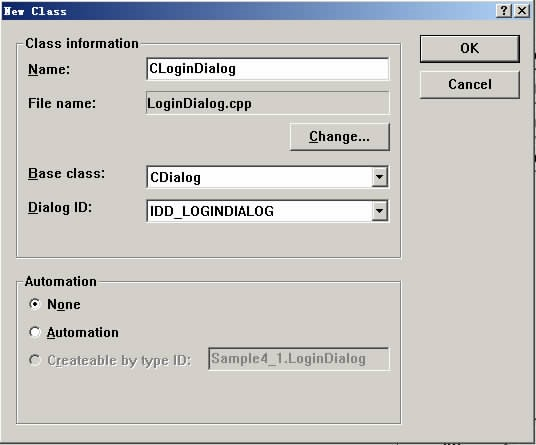 New Class
Class information
Name:
CLoginDialog
File name:
LoginDialog.cpp
Change...
Base class:
CDialog
Dialog ID:
IDD_LOGINDIALOG
OK
Cancel
Automation
None
Automation
Createable by type ID:
Sample4_1.LoginDialog